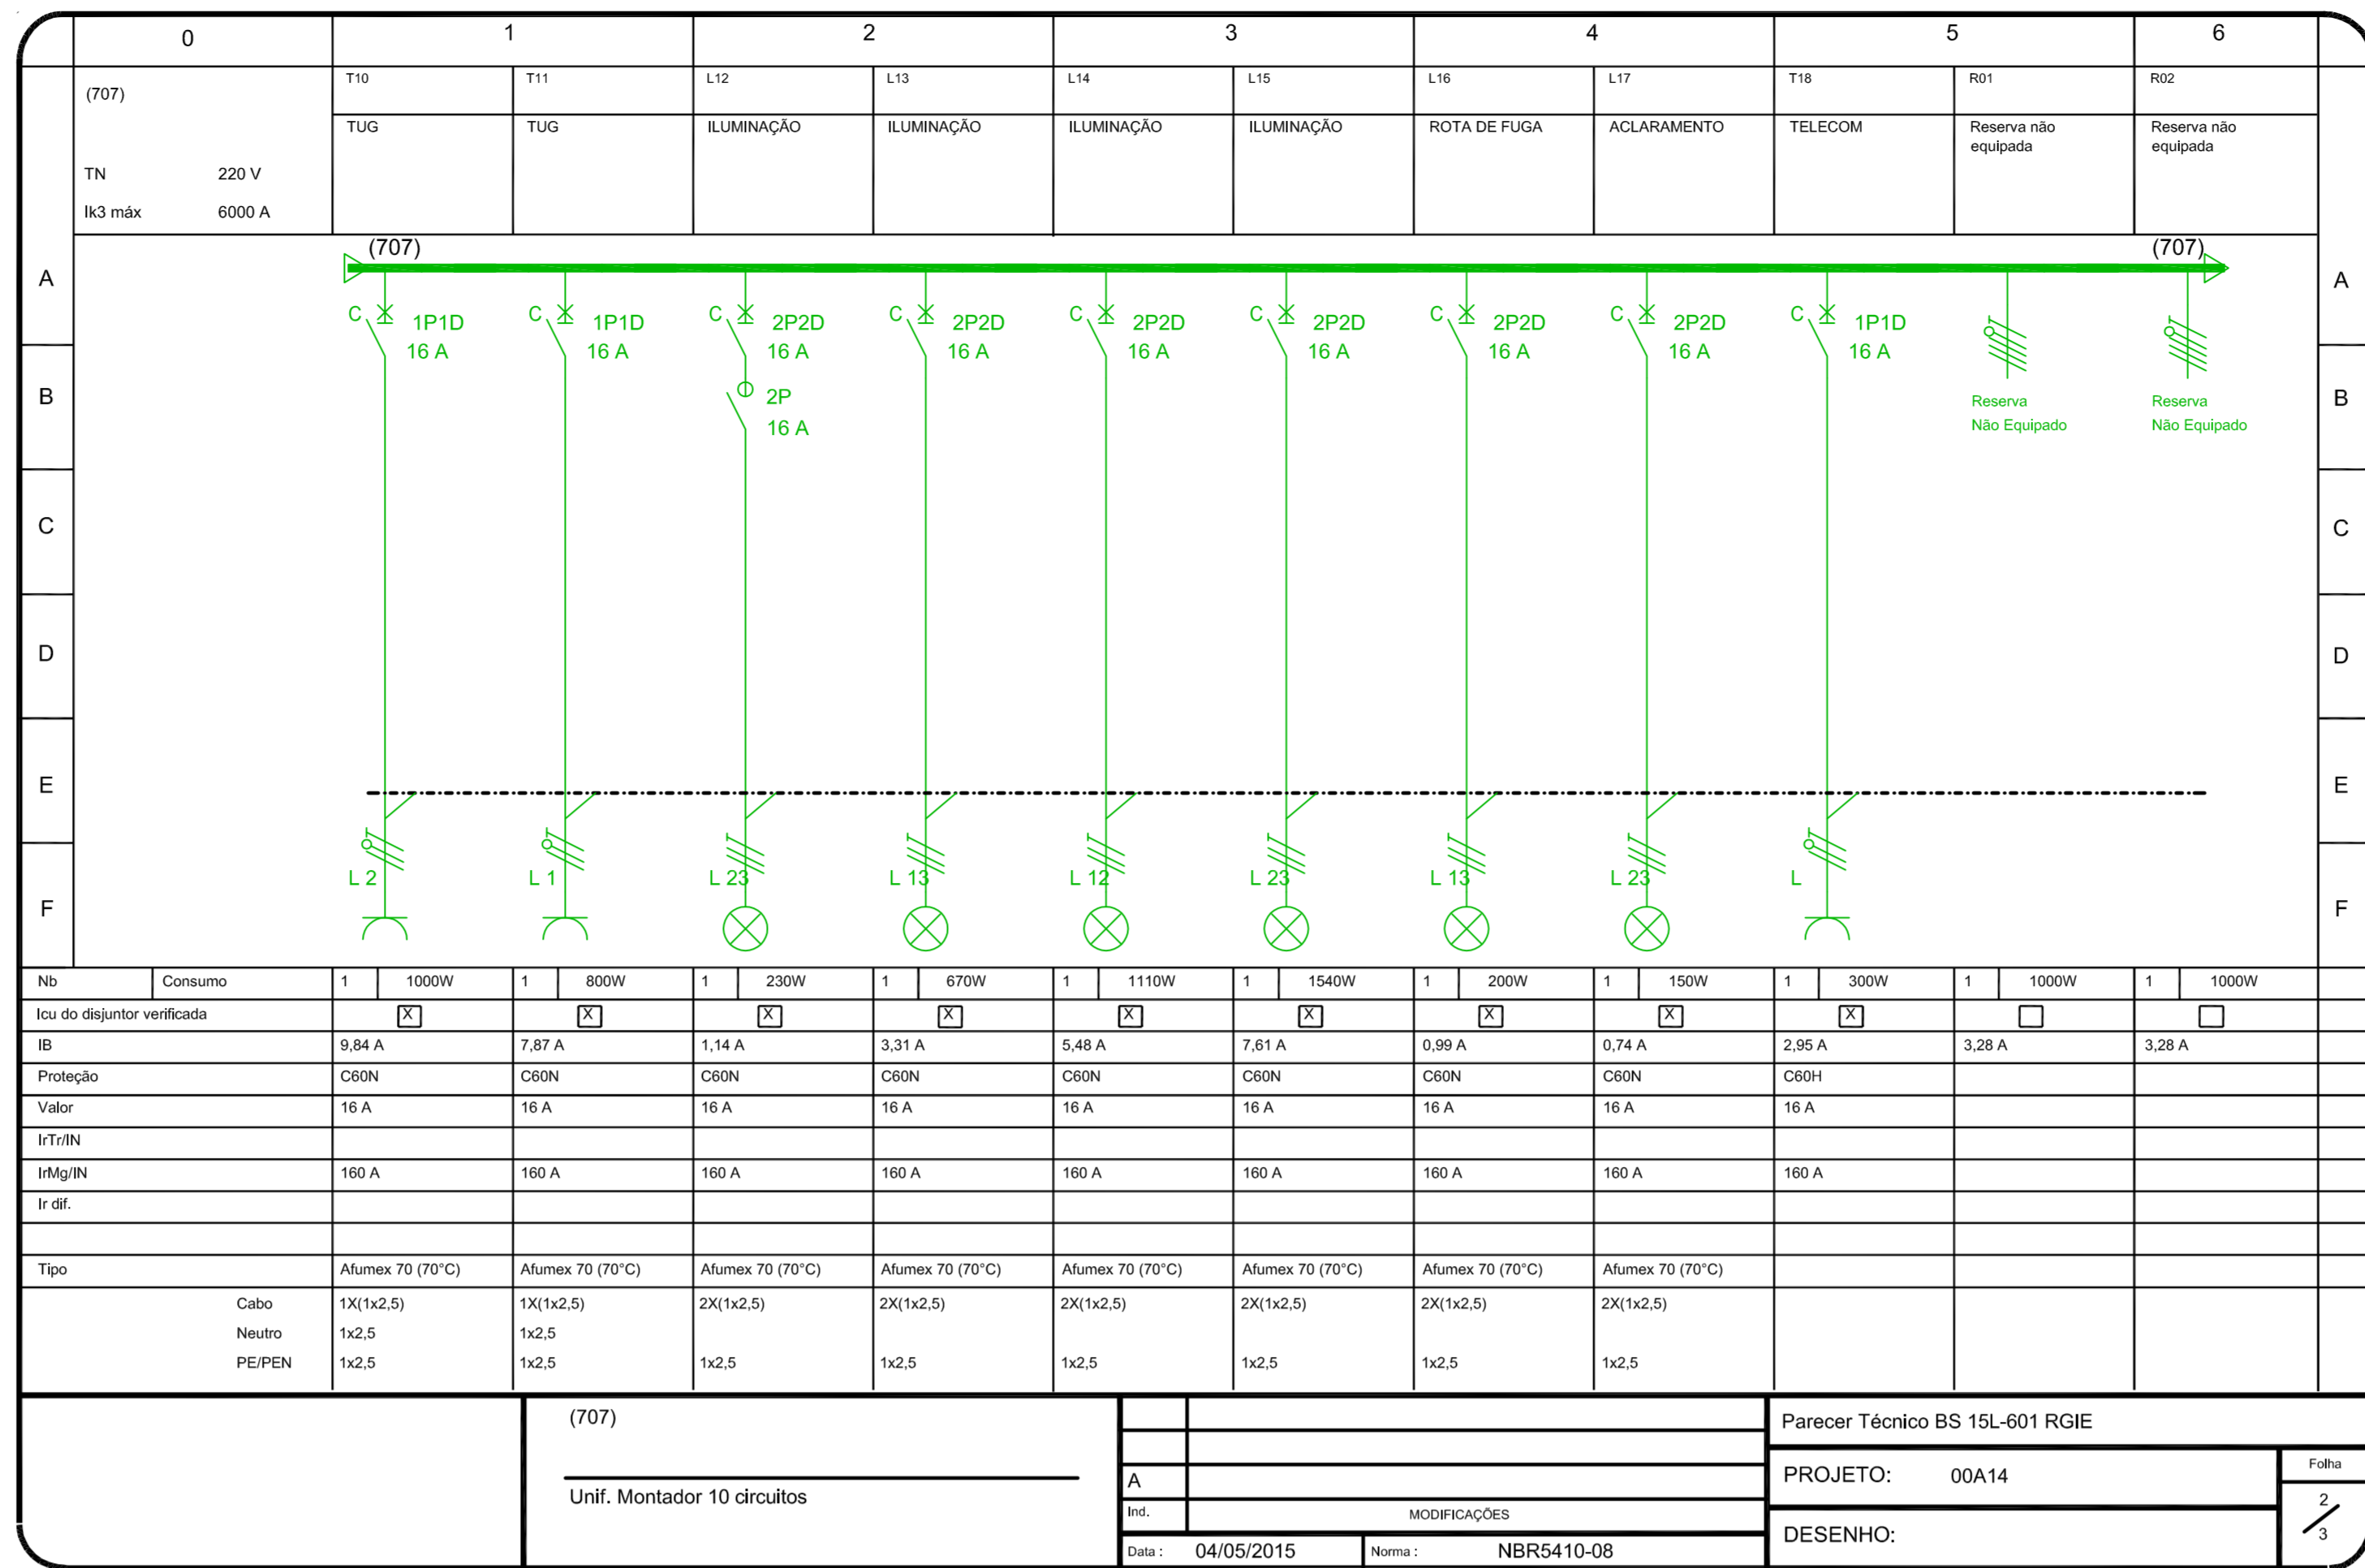 0 1 2 3 4 5 6
(707) T10 T11 L12 L13 L14 L15 L16 L17 T18 R01 R02
TUG TUG ILUMINAÇÃO ILUMINAÇÃO ILUMINAÇÃO ILUMINAÇÃO ROTA DE FUGA ACLARAMENTO TELECOM Reserva não Reserva não
equipada equipada
TN 220 V
Ik3 máx 6000 A
(707) (707)
A A
C 1P1D C 1P1D C 2P2D C 2P2D C 2P2D C 2P2D C 2P2D C 2P2D C 1P1D
16 A 16 A 16 A 16 A 16 A 16 A 16 A 16 A 16 A
B 2P Reserva Reserva B
16 A Não Equipado Não Equipado
C C
D D
E E
L 2 L 1 L 23 L 13 L 12 L 23 L 13 L 23 L
F F
Nb Consumo 1 1000W 1 800W 1 230W 1 670W 1 1110W 1 1540W 1 200W 1 150W 1 300W 1 1000W 1 1000W
Icu do disjuntor verificada X X X X X X X X X
IB 9,84 A 7,87 A 1,14 A 3,31 A 5,48 A 7,61 A 0,99 A 0,74 A 2,95 A 3,28 A 3,28 A
Proteção C60N C60N C60N C60N C60N C60N C60N C60N C60H
Valor 16 A 16 A 16 A 16 A 16 A 16 A 16 A 16 A 16 A
IrTr/IN
IrMg/IN 160 A 160 A 160 A 160 A 160 A 160 A 160 A 160 A 160 A
Ir dif.
Tipo Afumex 70 (70°C) Afumex 70 (70°C) Afumex 70 (70°C) Afumex 70 (70°C) Afumex 70 (70°C) Afumex 70 (70°C) Afumex 70 (70°C) Afumex 70 (70°C)
Cabo 1X(1x2,5) 1X(1x2,5) 2X(1x2,5) 2X(1x2,5) 2X(1x2,5) 2X(1x2,5) 2X(1x2,5) 2X(1x2,5)
Neutro 1x2,5 1x2,5
PE/PEN 1x2,5 1x2,5 1x2,5 1x2,5 1x2,5 1x2,5 1x2,5 1x2,5
(707)
Unif. Montador 10 circuitos
A
Ind. MODIFICAÇÕES
Data : 04/05/2015 Norma : NBR5410-08
Parecer Técnico BS 15L-601 RGIE
PROJETO: 00A14
DESENHO:
Folha
2
3